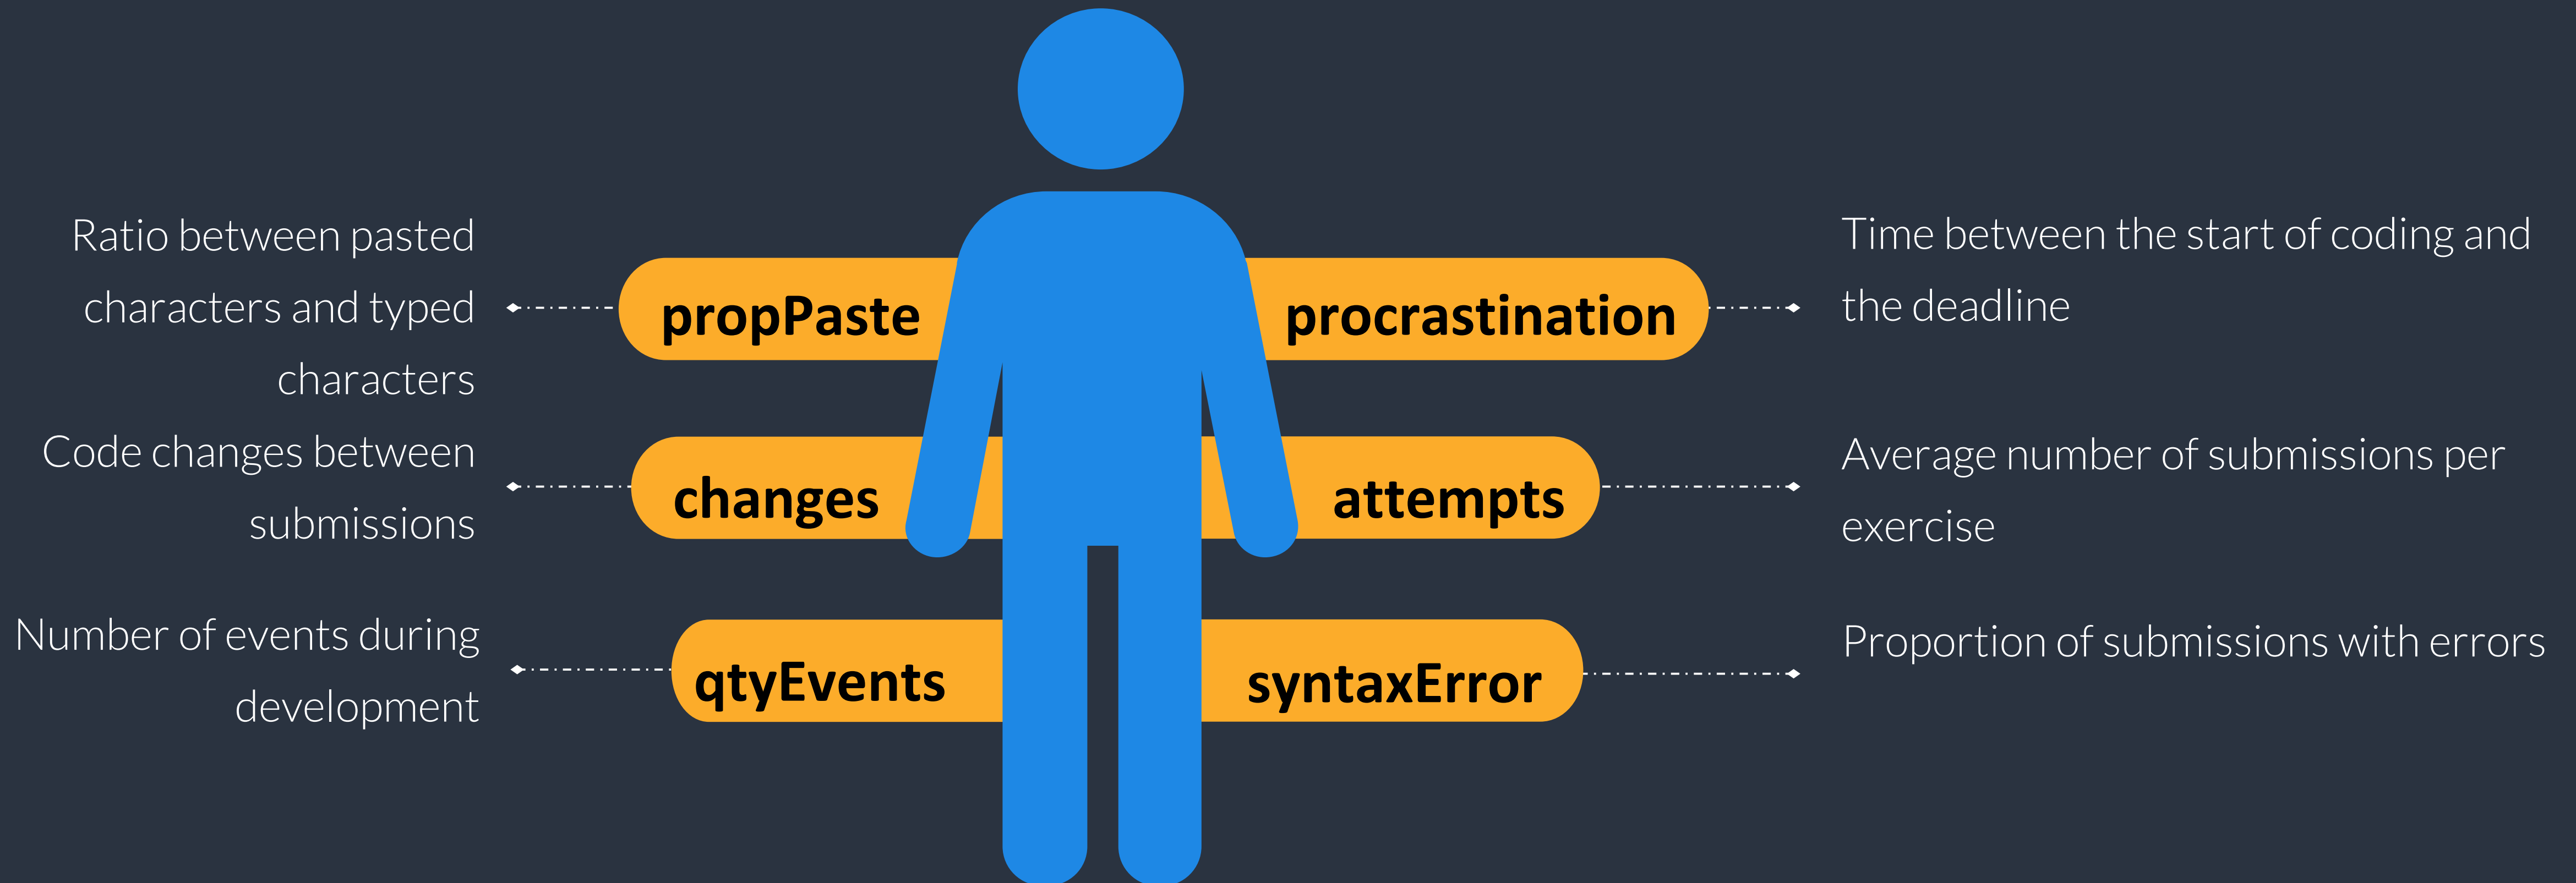 Ratio between pasted
characters and typed
characters
propPaste
procrastination
Time between the start of coding and
the deadline
Code changes between
submissions
changes
attempts
Average number of submissions per
exercise
Number of events during
development
qtyEvents
syntaxError
Proportion of submissions with errors